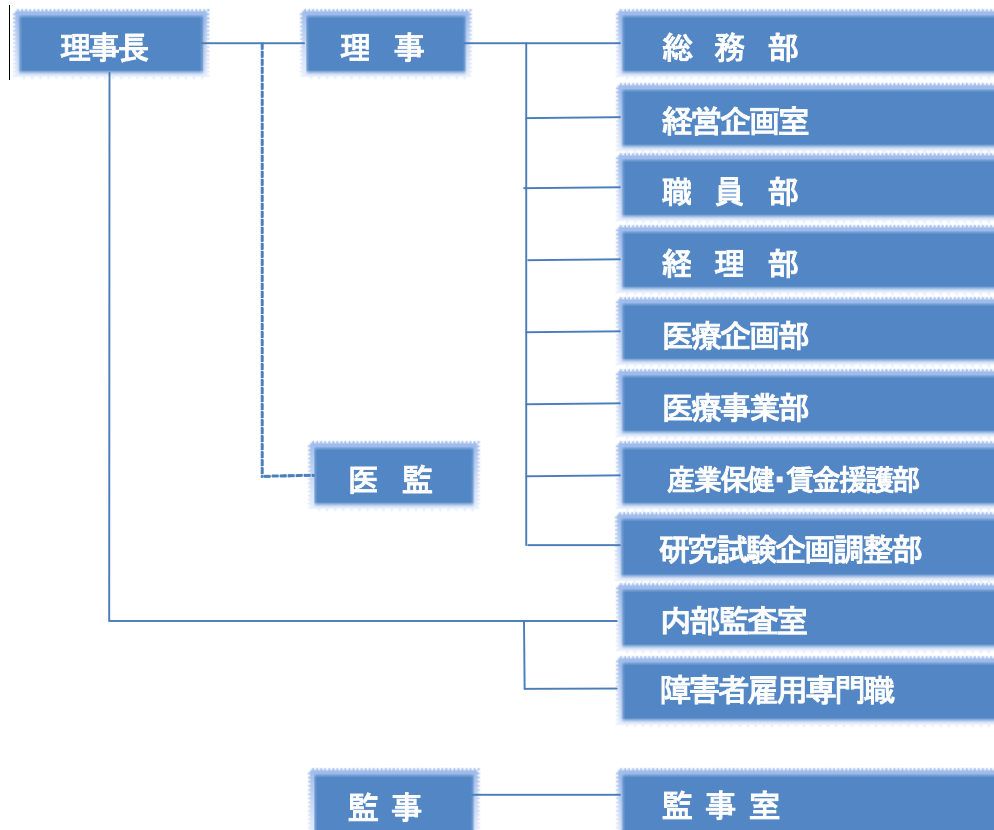 理事長
理 事
総 務 部
経営企画室
職 員 部
経 理 部
医療企画部
医療事業部
医 監
産業保健・賃金援護部
研究試験企画調整部
内部監査室
障害者雇用専門職
監 事
監 事 室